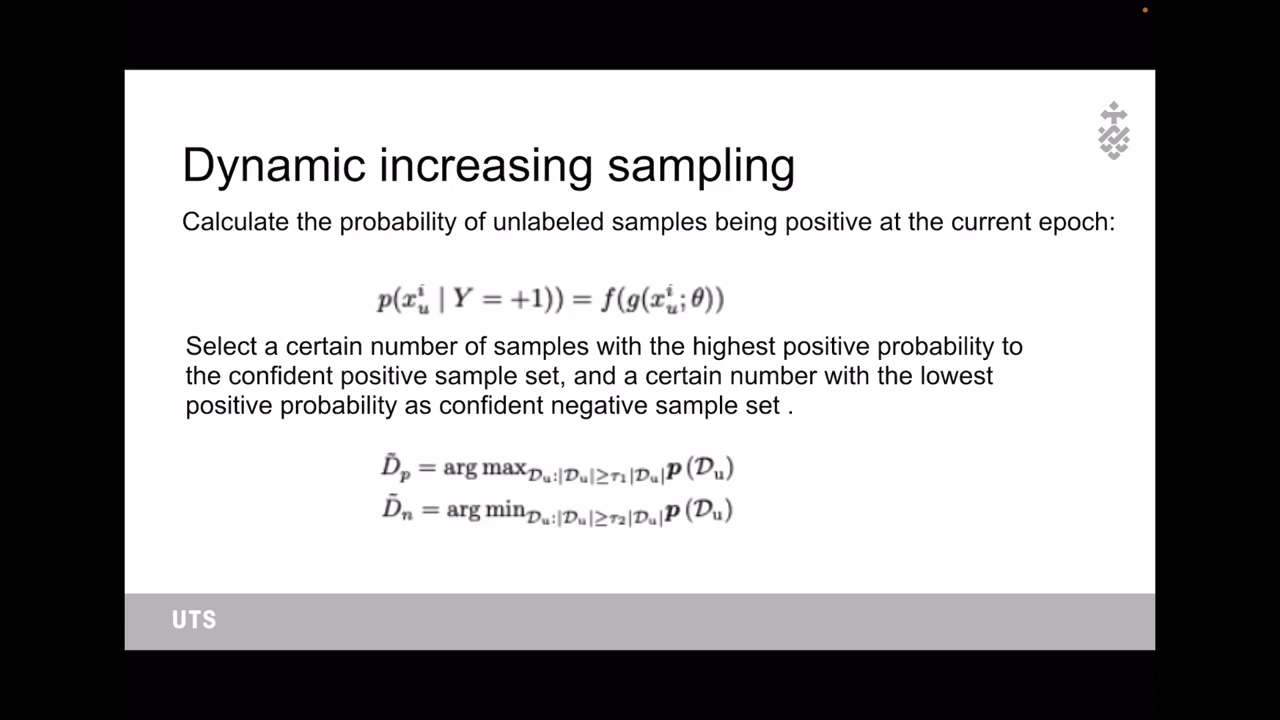 Dynamic increasing sampling
Calculate the probability of unlabeled samples being positive at the current epoch:
p(x_u^i | Y = +1)) = f(g(x_u^i; θ))
Select a certain number of samples with the highest positive probability to
the confident positive sample set, and a certain number with the lowest
positive probability as confident negative sample set .
D̃_p = arg max_{𝒟_u:|𝒟_u|≥τ_1|𝒟_u|} p (𝒟_u)
D̃_n = arg min_{𝒟_u:|𝒟_u|≥τ_2|𝒟_u|} p (𝒟_u)
UTS